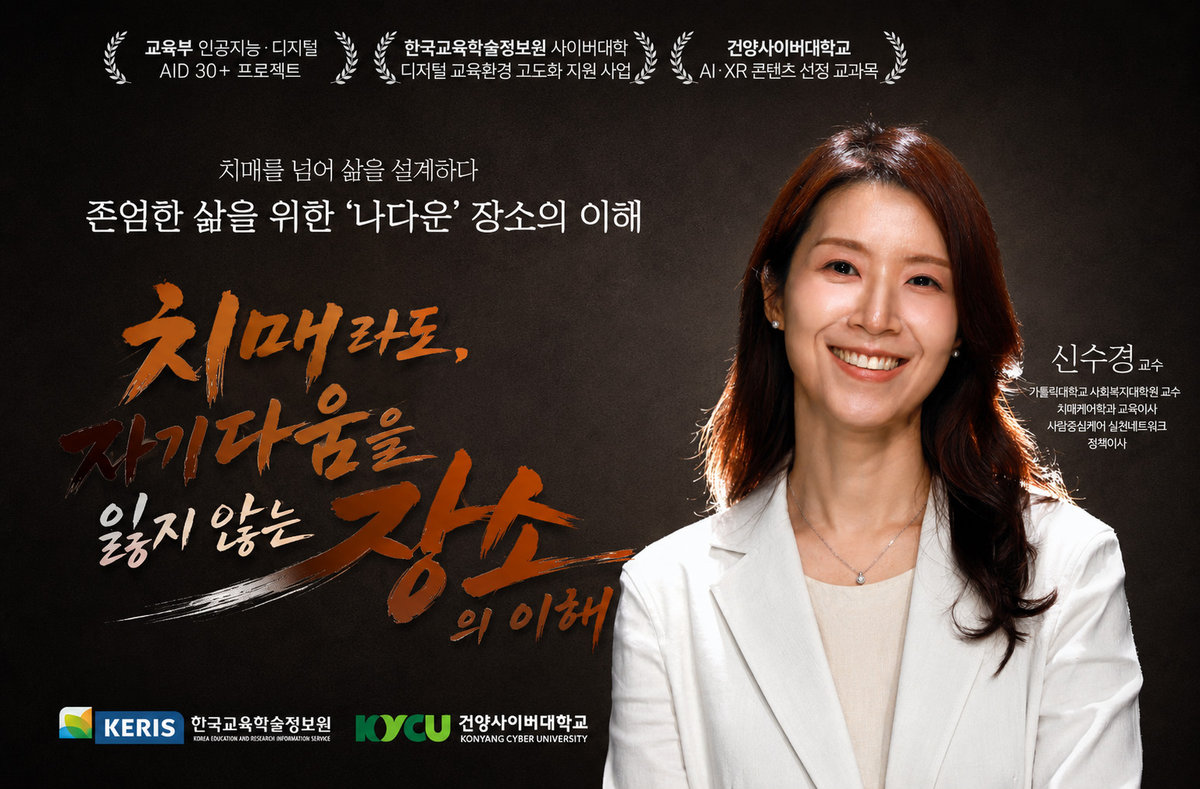 교육부 인공지능·디지털
AID 30+ 프로젝트
한국교육학술정보원 사이버대학
디저털 교육환경 고도화 지원 사업
건양사이버대학교
AI·XR 콘텐츠 선정 교과목
치매를 넘어 삶을 설계하다
존엄한 삶을 위한 ‘나다운’ 장소의 이해
치매라도,
자기다움을
잃지 않는 장소
의 이해
신수경 교수
가톨릭대학교 사회복지대학원 교수
치매케어학과 교육이사
사람중심케어 실천네트워크
정책이사
KERIS 한국교육학술정보원
KOREA EDUCATION AND RESEARCH INFORMATION SERVICE
KYCU 건양사이버대학교
KONYANG CYBER UNIVERSITY